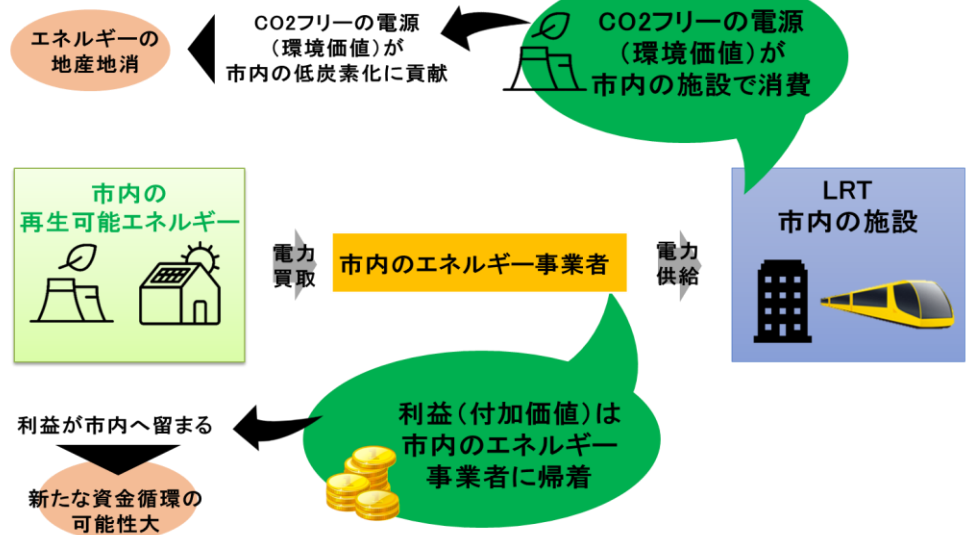 エネルギーの
地産地消
CO2フリーの電源
（環境価値）が
市内の低炭素化に貢献
CO2フリーの電源
（環境価値）が
市内の施設で消費
市内の
再生可能エネルギー
電力
買取
市内のエネルギー事業者
電力
供給
LRT
市内の施設
利益が市内へ留まる
新たな資金循環の
可能性大
利益（付加価値）は
市内のエネルギー
事業者に帰着